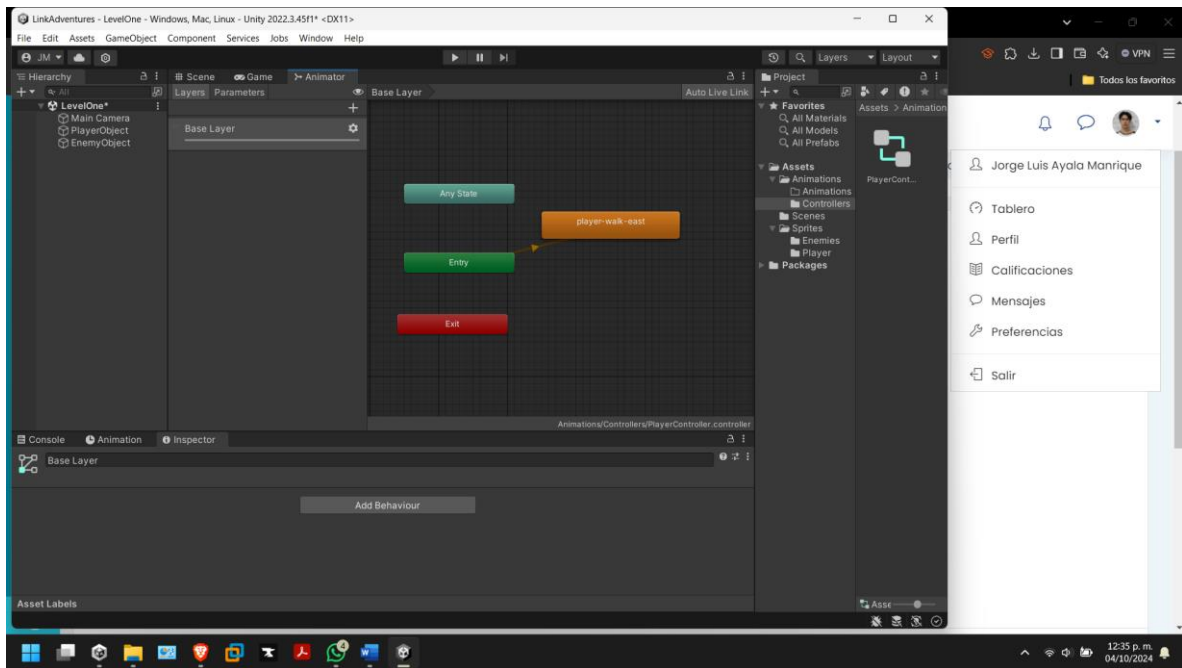 LinkAdventures - LevelOne - Windows, Mac, Linux - Unity 2022.3.45f1* <DX11>
File Edit Assets GameObject Component Services Jobs Window Help
JM
Layers
Layout
VPN
Todos los favoritos
Hierarchy
All
LevelOne*
Main Camera
PlayerObject
EnemyObject
Scene
Game
Animator
Layers Parameters
Base Layer
Auto Live Link
Base Layer
Any State
player-walk-east
Entry
Exit
Animations/Controllers/PlayerController.controller
Project
Favorites
All Materials
All Models
All Prefabs
Assets
Animations
Animations
Controllers
Scenes
Sprites
Enemies
Player
Packages
Assets > Animation
PlayerCont...
Console
Animation
Inspector
Base Layer
Add Behaviour
Asset Labels
Asse
Jorge Luis Ayala Manrique
Tablero
Perfil
Calificaciones
Mensajes
Preferencias
Salir
4
12:35 p. m.
04/10/2024